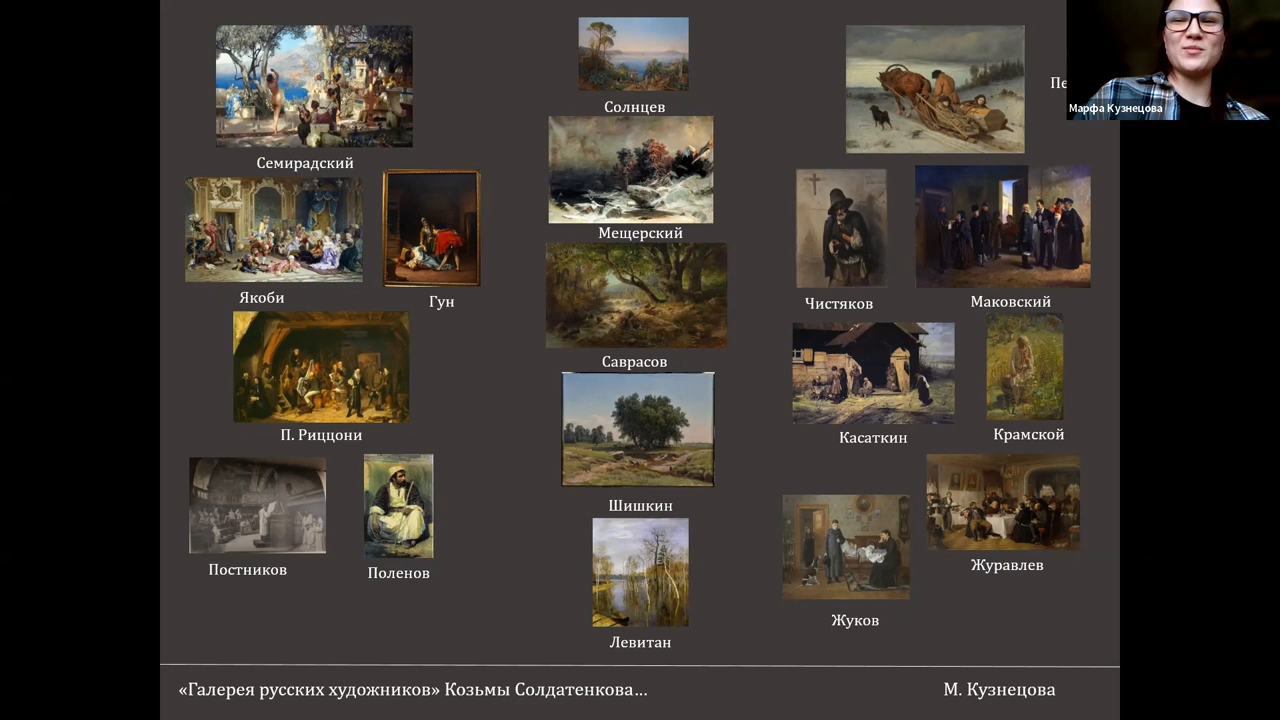 Солнцев
Пе
Марфа Кузнецова
Семирадский
Мещерский
Якоби
Гун
Чистяков
Маковский
Саврасов
П. Риццони
Касаткин
Крамской
Шишкин
Постников
Поленов
Журавлев
Жуков
Левитан
«Галерея русских художников» Козьмы Солдатенкова...
М. Кузнецова